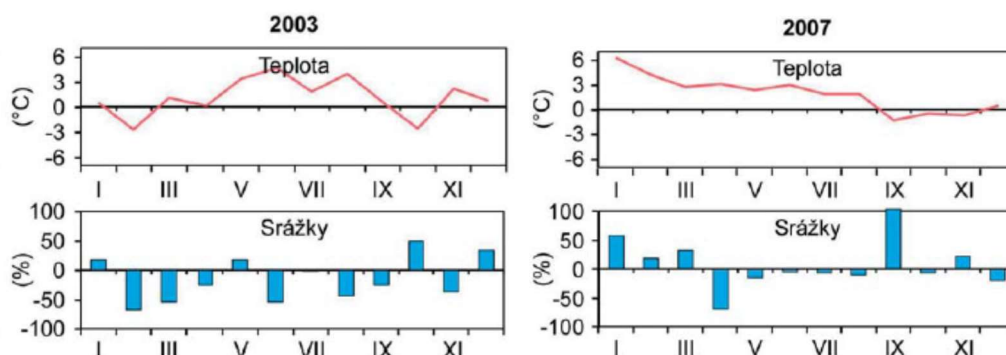 2003
Teplota
(°C)
6
3
0
-3
-6
I III V VII IX XI
Srážky
(%)
100
50
0
-50
-100
I III V VII IX XI
2007
Teplota
(°C)
6
3
0
-3
-6
I III V VII IX XI
Srážky
(%)
100
50
0
-50
-100
I III V VII IX XI